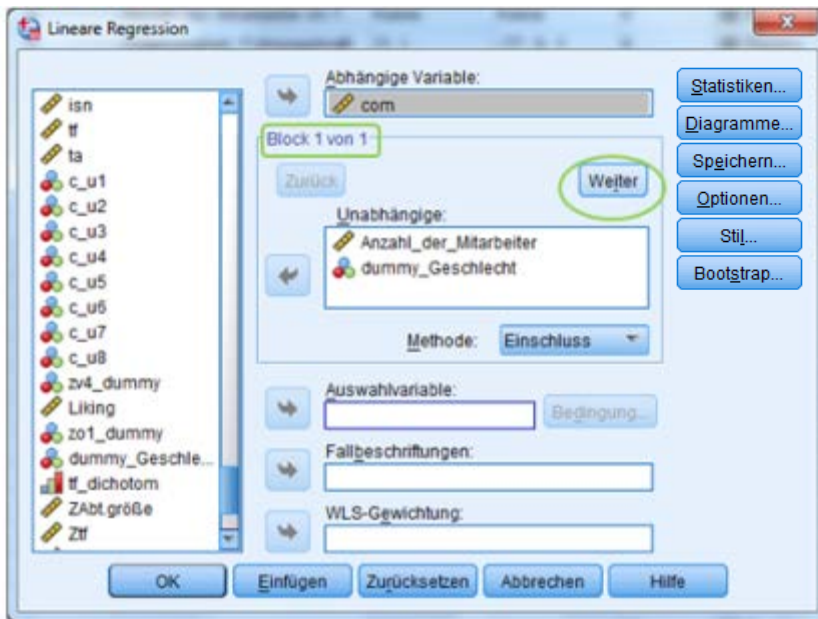 Lineare Regression
isn
tf
ta
c_u1
c_u2
c_u3
c_u4
c_u5
c_u6
c_u7
c_u8
zv4_dummy
Liking
zo1_dummy
dummy_Geschle...
tf_dichotom
ZAbt.größe
Ztf
Abhängige Variable:
com
Block 1 von 1
Zurück
Weiter
Unabhängige:
Anzahl_der_Mitarbeiter
dummy_Geschlecht
Methode:
Einschluss
Auswahlvariable:
Bedingung...
Fallbeschriftungen:
WLS-Gewichtung:
Statistiken...
Diagramme...
Speichern...
Optionen...
Stil...
Bootstrap...
OK
Einfügen
Zurücksetzen
Abbrechen
Hilfe